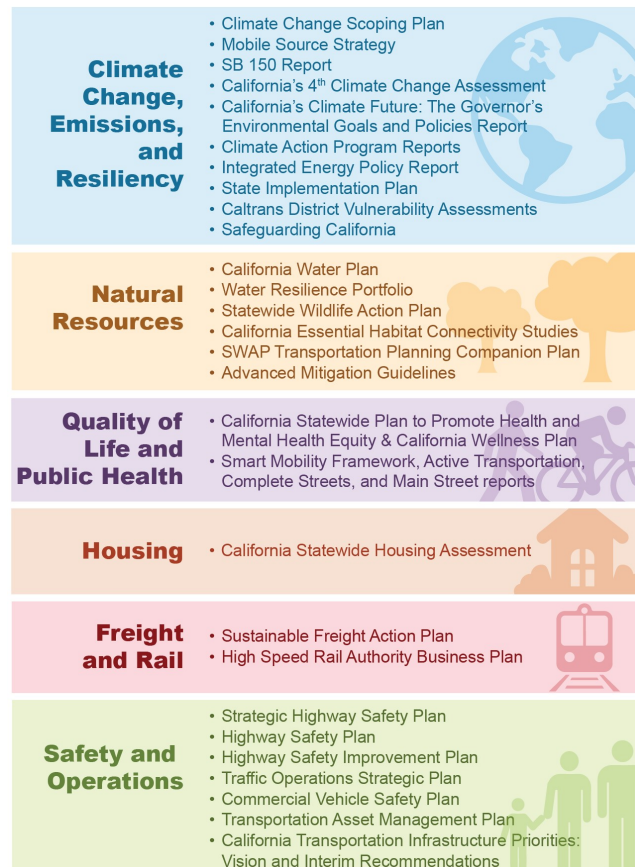 Climate
Change,
Emissions,
and
Resiliency
• Climate Change Scoping Plan
• Mobile Source Strategy
• SB 150 Report
• California's 4th Climate Change Assessment
• California's Climate Future: The Governor's
Environmental Goals and Policies Report
• Climate Action Program Reports
• Integrated Energy Policy Report
• State Implementation Plan
• Caltrans District Vulnerability Assessments
• Safeguarding California
Natural
Resources
• California Water Plan
• Water Resilience Portfolio
• Statewide Wildlife Action Plan
• California Essential Habitat Connectivity Studies
• SWAP Transportation Planning Companion Plan
• Advanced Mitigation Guidelines
Quality of
Life and
Public Health
• California Statewide Plan to Promote Health and
Mental Health Equity & California Wellness Plan
• Smart Mobility Framework, Active Transportation,
Complete Streets, and Main Street reports
Housing
• California Statewide Housing Assessment
Freight
and Rail
• Sustainable Freight Action Plan
• High Speed Rail Authority Business Plan
Safety and
Operations
• Strategic Highway Safety Plan
• Highway Safety Plan
• Highway Safety Improvement Plan
• Traffic Operations Strategic Plan
• Commercial Vehicle Safety Plan
• Transportation Asset Management Plan
• California Transportation Infrastructure Priorities:
Vision and Interim Recommendations